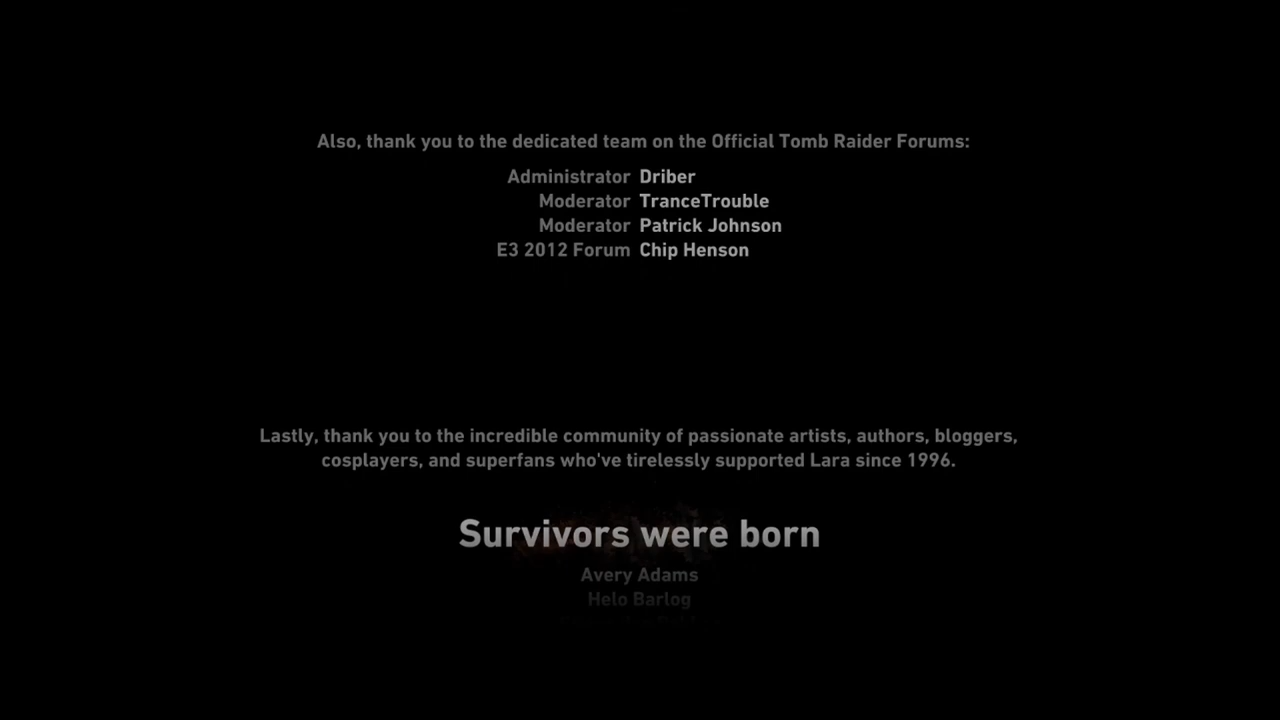 Also, thank you to the dedicated team on the Official Tomb Raider Forums:
Administrator Driber
Moderator TranceTrouble
Moderator Patrick Johnson
E3 2012 Forum Chip Henson
Lastly, thank you to the incredible community of passionate artists, authors, bloggers,
cosplayers, and superfans who've tirelessly supported Lara since 1996.
Survivors were born
Avery Adams
Helo Barlog